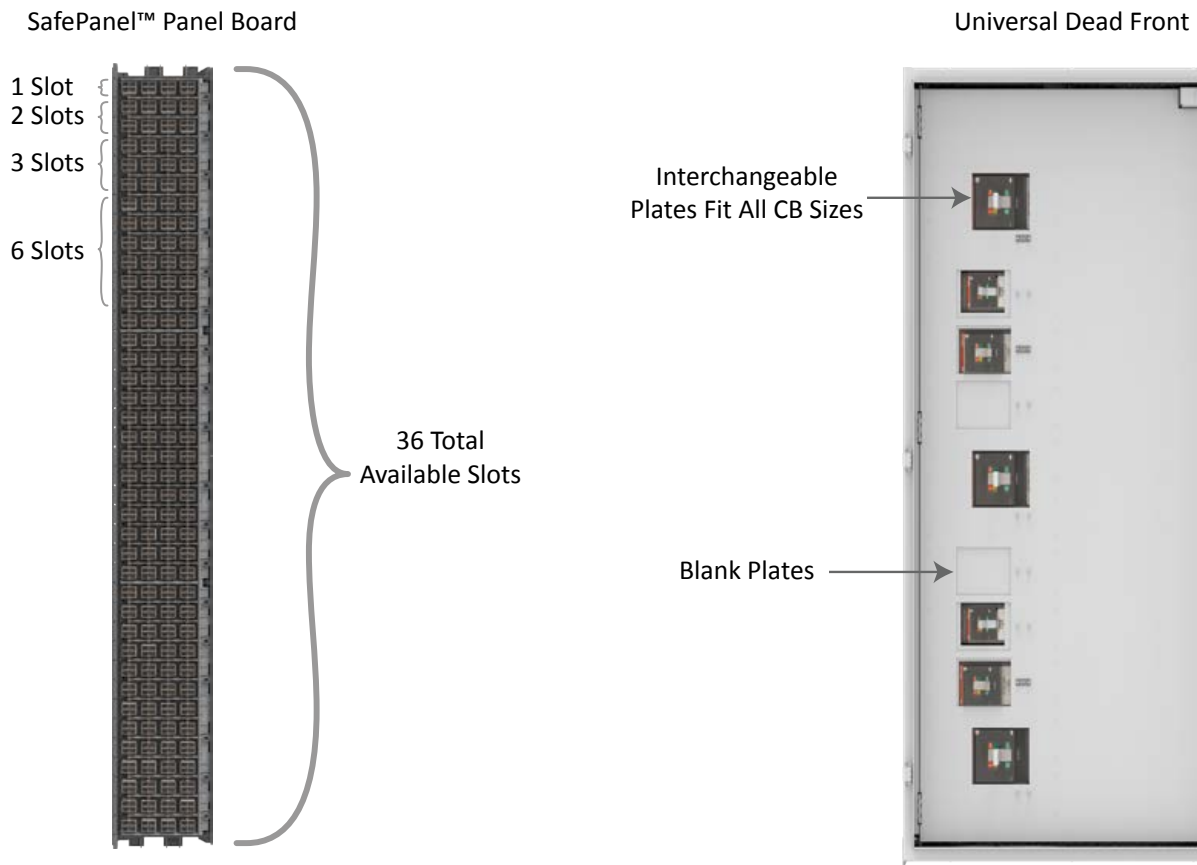 SafePanel™ Panel Board
1 Slot
2 Slots
3 Slots
6 Slots
36 Total
Available Slots
Universal Dead Front
Interchangeable
Plates Fit All CB Sizes
Blank Plates